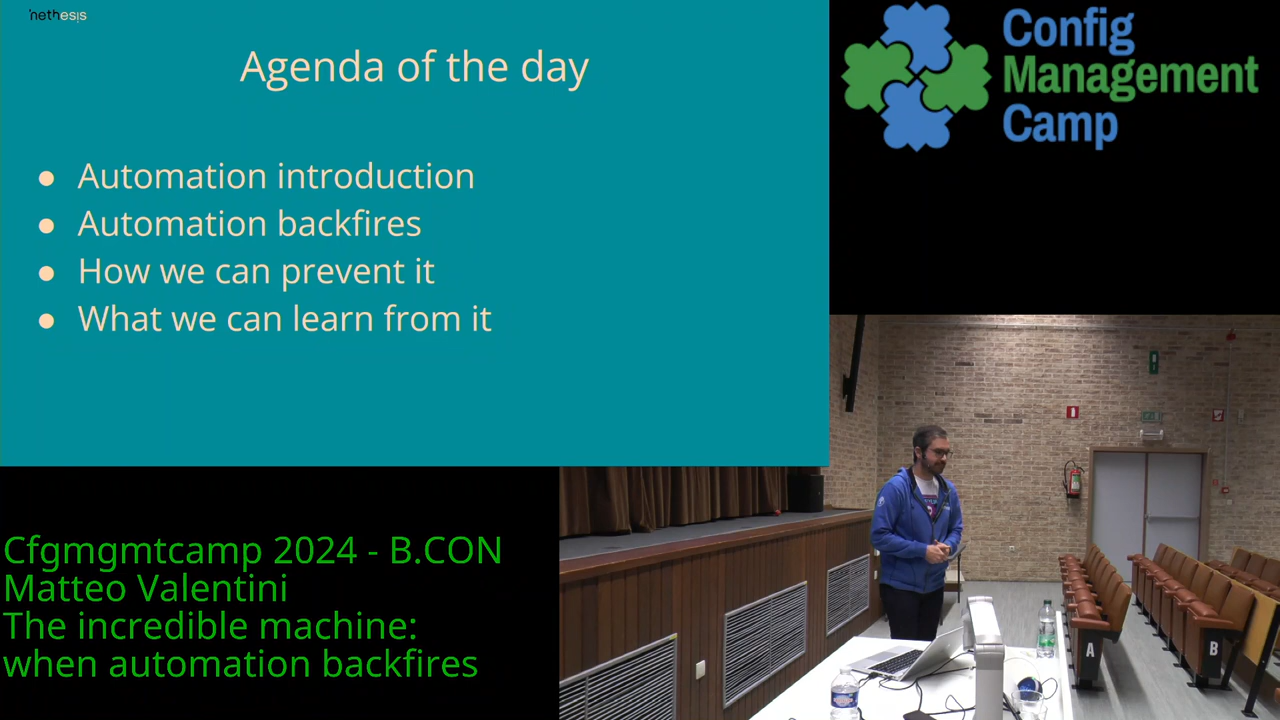 nethesis
Agenda of the day
Automation introduction
Automation backfires
How we can prevent it
What we can learn from it
Config
Management
Camp
Cfgmgmtcamp 2024 - B.CON
Matteo Valentini
The incredible machine:
when automation backfires
A
B